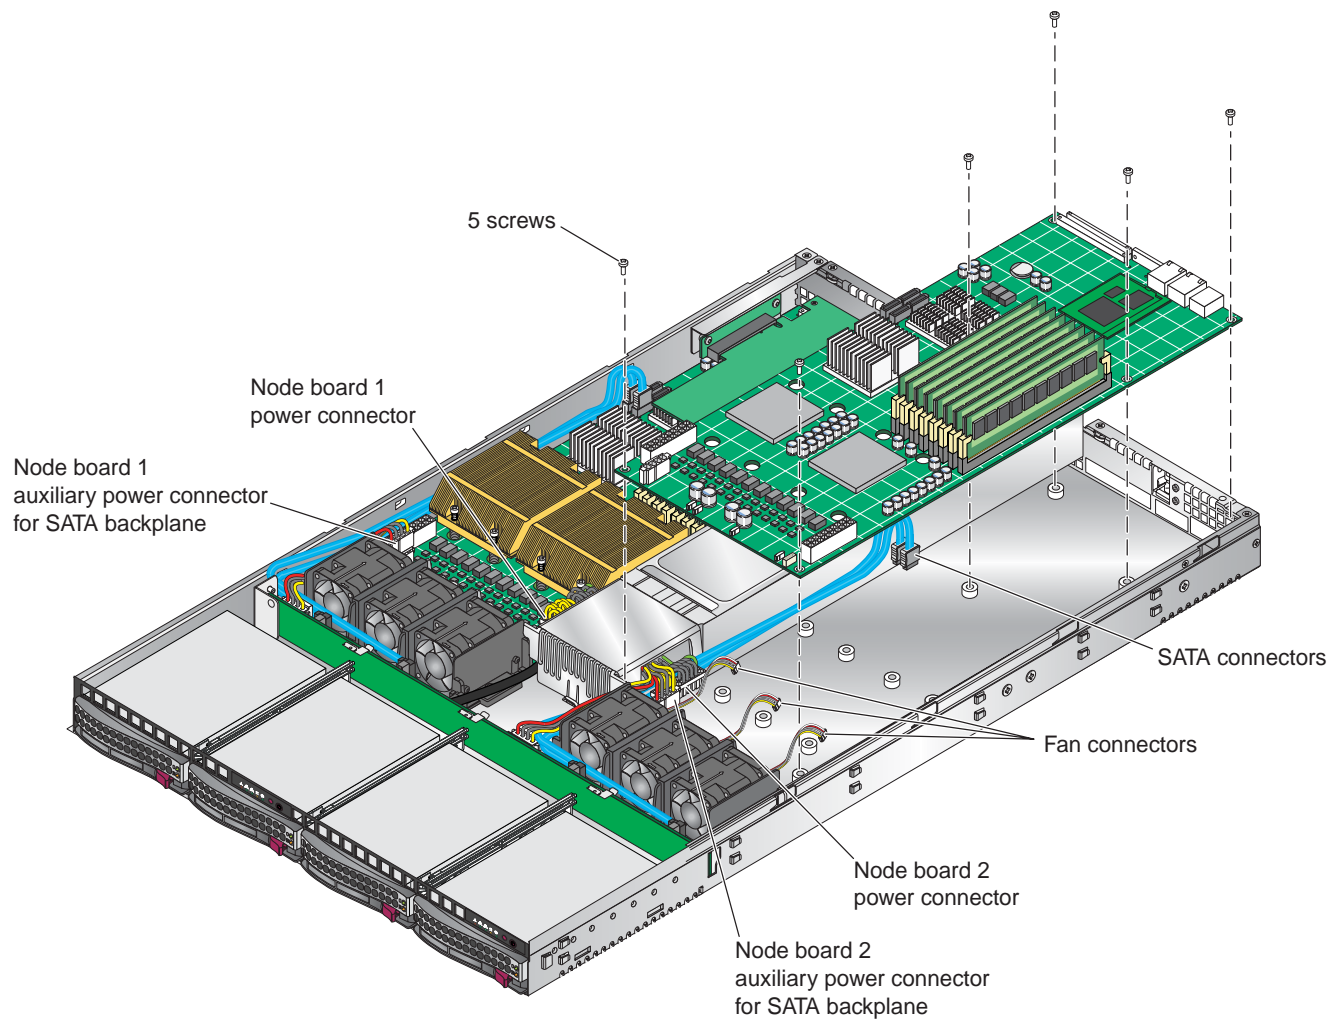 5 screws
Node board 1
power connector
Node board 1
auxiliary power connector
for SATA backplane
SATA connectors
Fan connectors
Node board 2
power connector
Node board 2
auxiliary power connector
for SATA backplane